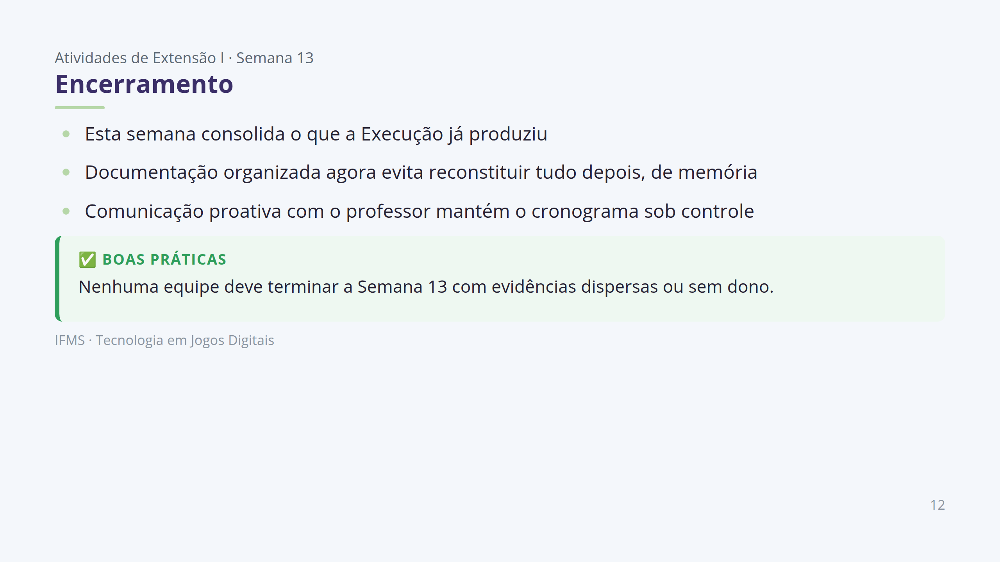 Atividades de Extensão I · Semana 13
Encerramento
Esta semana consolida o que a Execução já produziu
Documentação organizada agora evita reconstituir tudo depois, de memória
Comunicação proativa com o professor mantém o cronograma sob controle
✅ BOAS PRÁTICAS
Nenhuma equipe deve terminar a Semana 13 com evidências dispersas ou sem dono.
IFMS · Tecnologia em Jogos Digitais
12